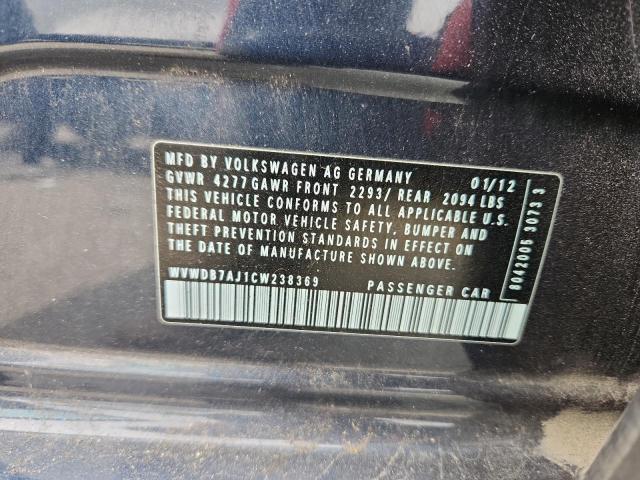 MFD BY VOLKSWAGEN AG GERMANY 01/12
GVWR 4277 GAWR FRONT 2293/ REAR 2094 LBS
THIS VEHICLE CONFORMS TO ALL APPLICABLE U.S.
FEDERAL MOTOR VEHICLE SAFETY, BUMPER AND
THEFT PREVENTION STANDARDS IN EFFECT ON
THE DATE OF MANUFACTURE SHOWN ABOVE.
WVWDB7AJ1CW238369 PASSENGER CAR
8042005 3073 3